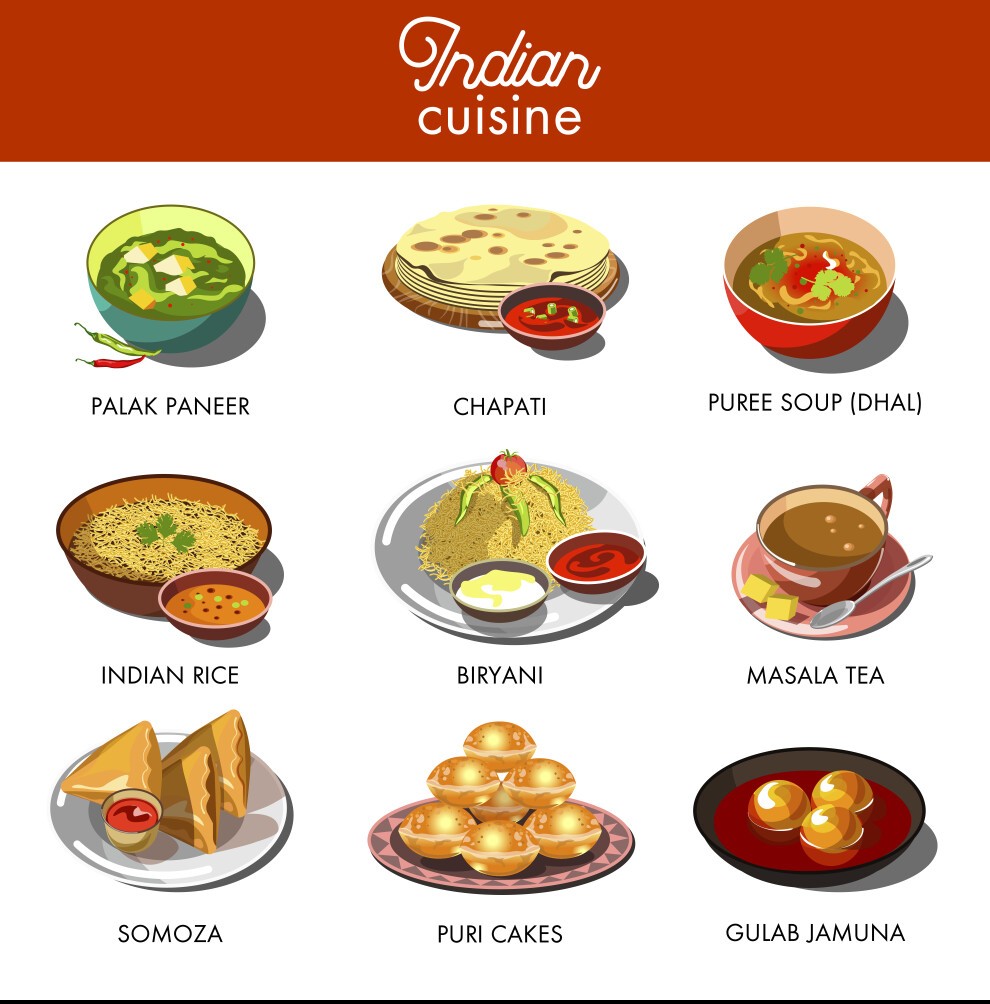 Indian
cuisine
PALAK PANEER
CHAPATI
PUREE SOUP (DHAL)
INDIAN RICE
BIRYANI
MASALA TEA
SOMOZA
PURI CAKES
GULAB JAMUNA